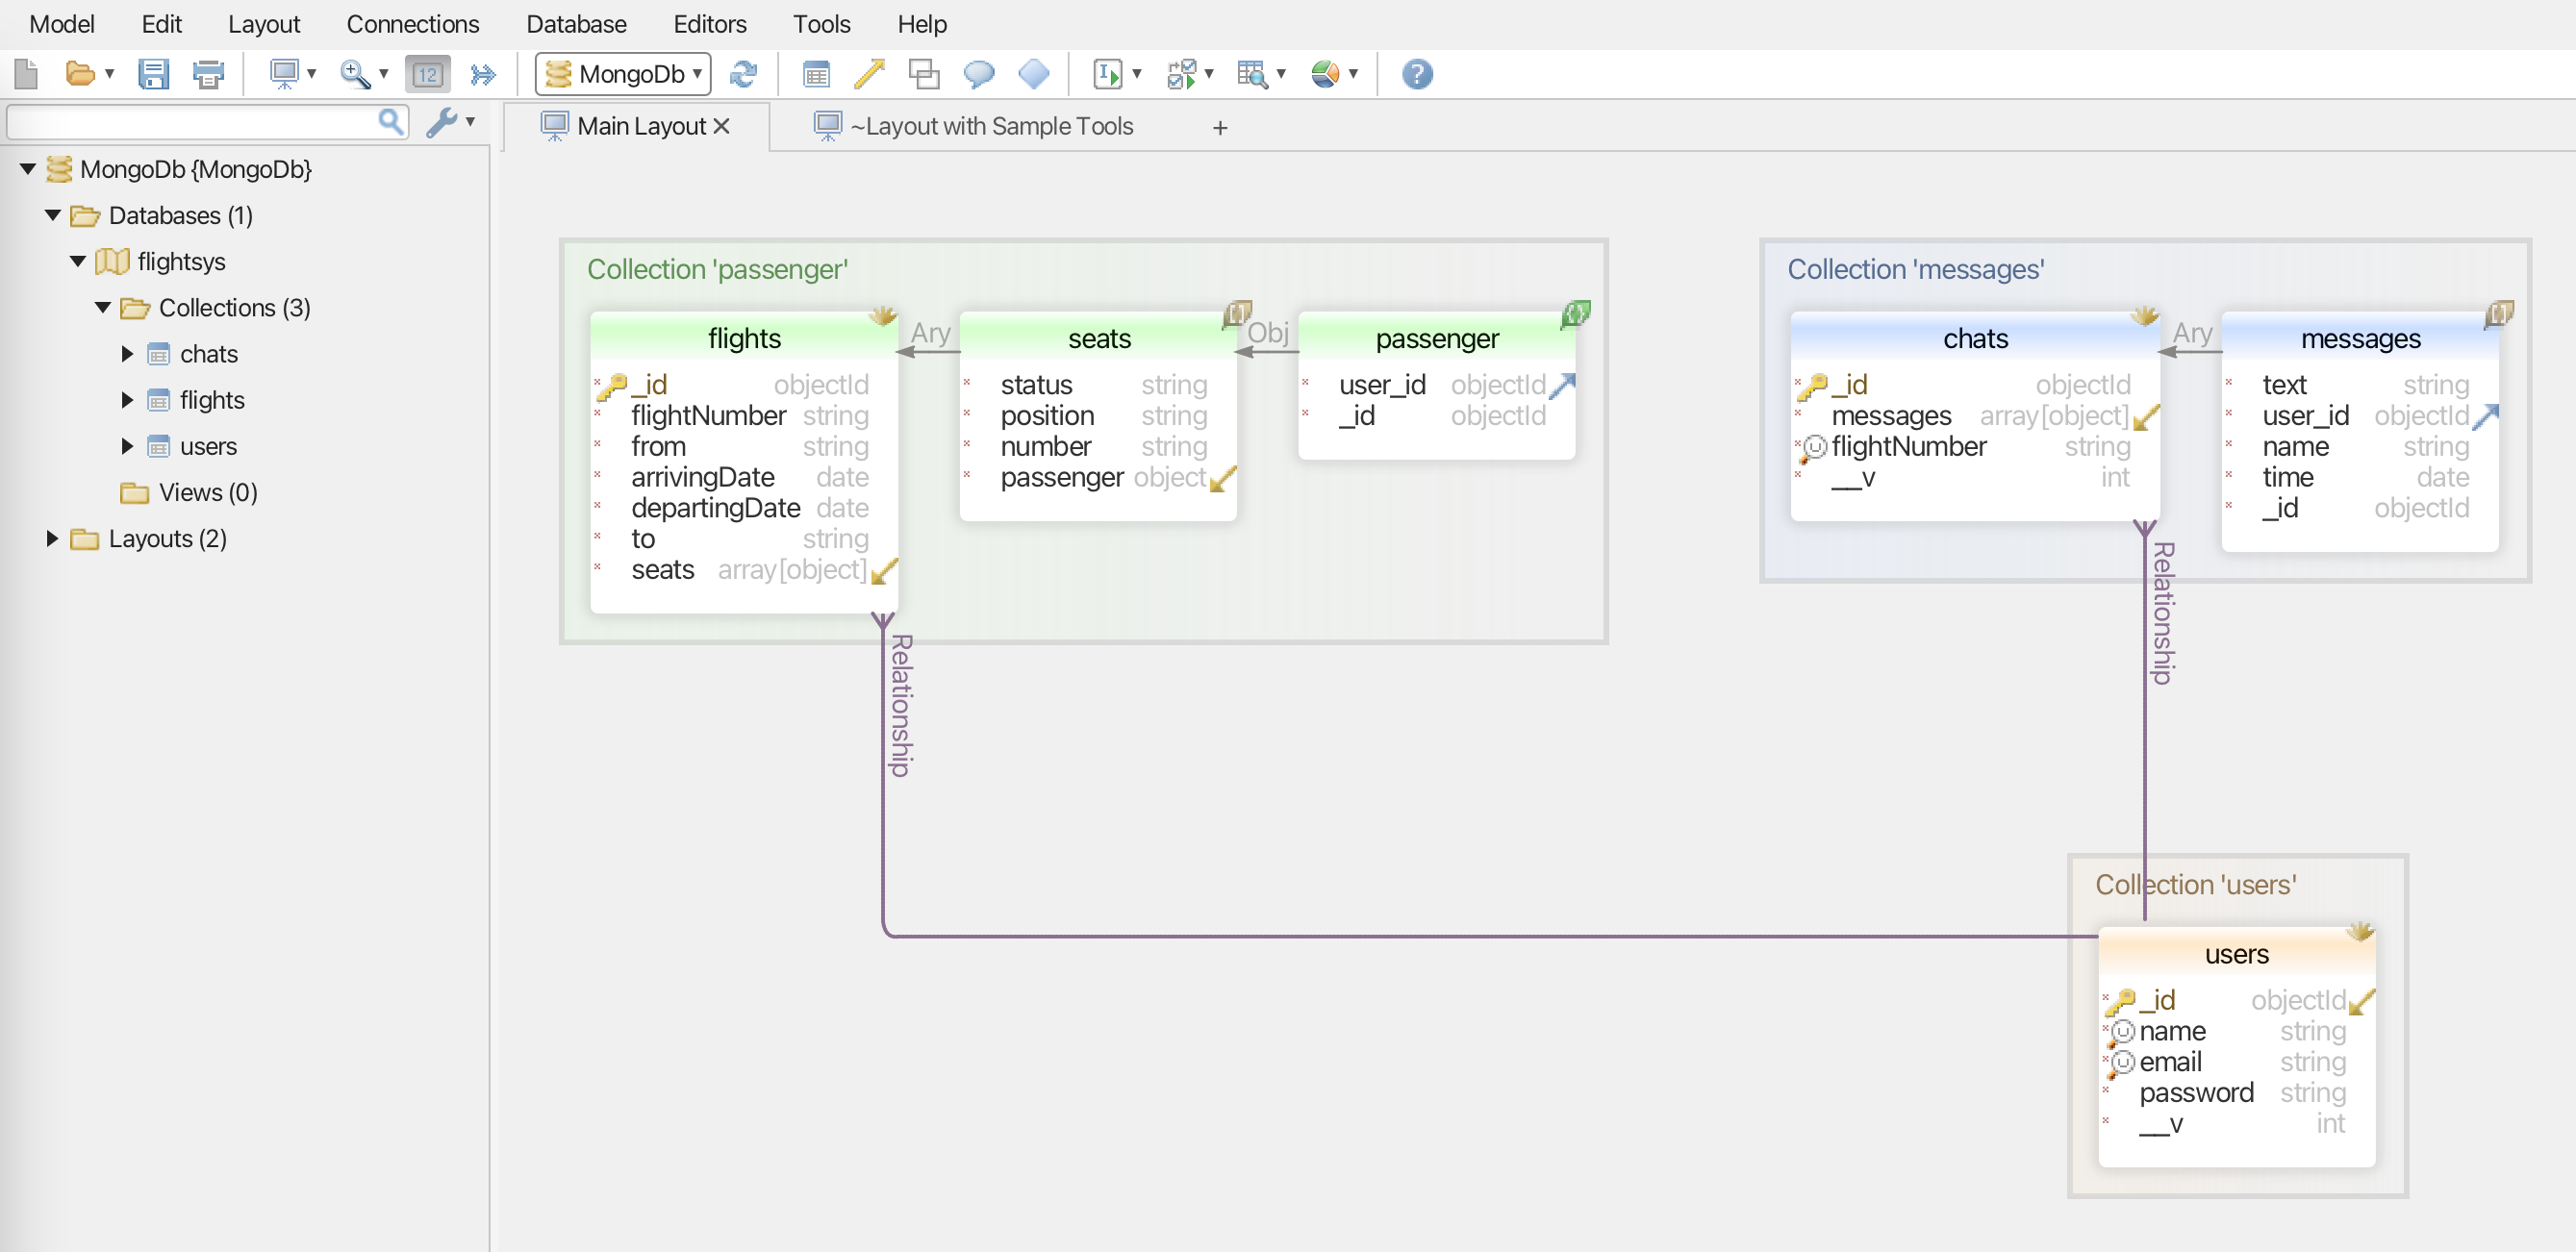 Model Edit Layout Connections Database Editors Tools Help
12 MongoDb
Main Layout ~Layout with Sample Tools +
MongoDb {MongoDb}
Databases (1)
flightsys
Collections (3)
chats
flights
users
Views (0)
Layouts (2)
Collection 'passenger'
flights
_id objectId
flightNumber string
from string
arrivingDate date
departingDate date
to string
seats array[object]
Ary
seats
status string
position string
number string
passenger object
Obj
passenger
user_id objectId
_id objectId
Relationship
Collection 'messages'
chats
_id objectId
messages array[object]
flightNumber string
__v int
Ary
messages
text string
user_id objectId
name string
time date
_id objectId
Relationship
Collection 'users'
users
_id objectId
name string
email string
password string
__v int